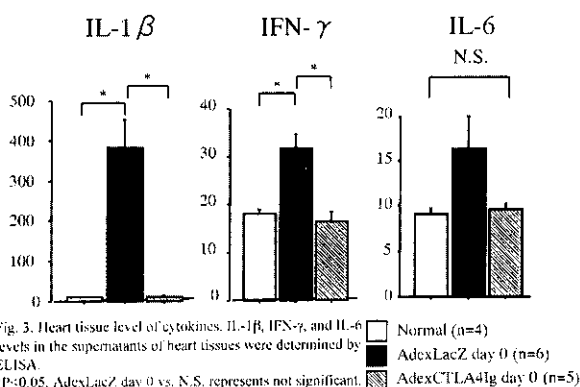 IL-1β IFN-γ IL-6
N.S.
* * * *
500
400
300
200
100
0
40
30
20
10
0
20
15
10
5
0
Fig. 3. Heart tissue level of cytokines. IL-1β, IFN-γ, and IL-6
levels in the supernatants of heart tissues were determined by
ELISA.
*P<0.05, AdexLacZ day 0 vs. N.S. represents not significant.
Normal (n=4)
AdexLacZ day 0 (n=6)
AdexCTLA4Ig day 0 (n=5)